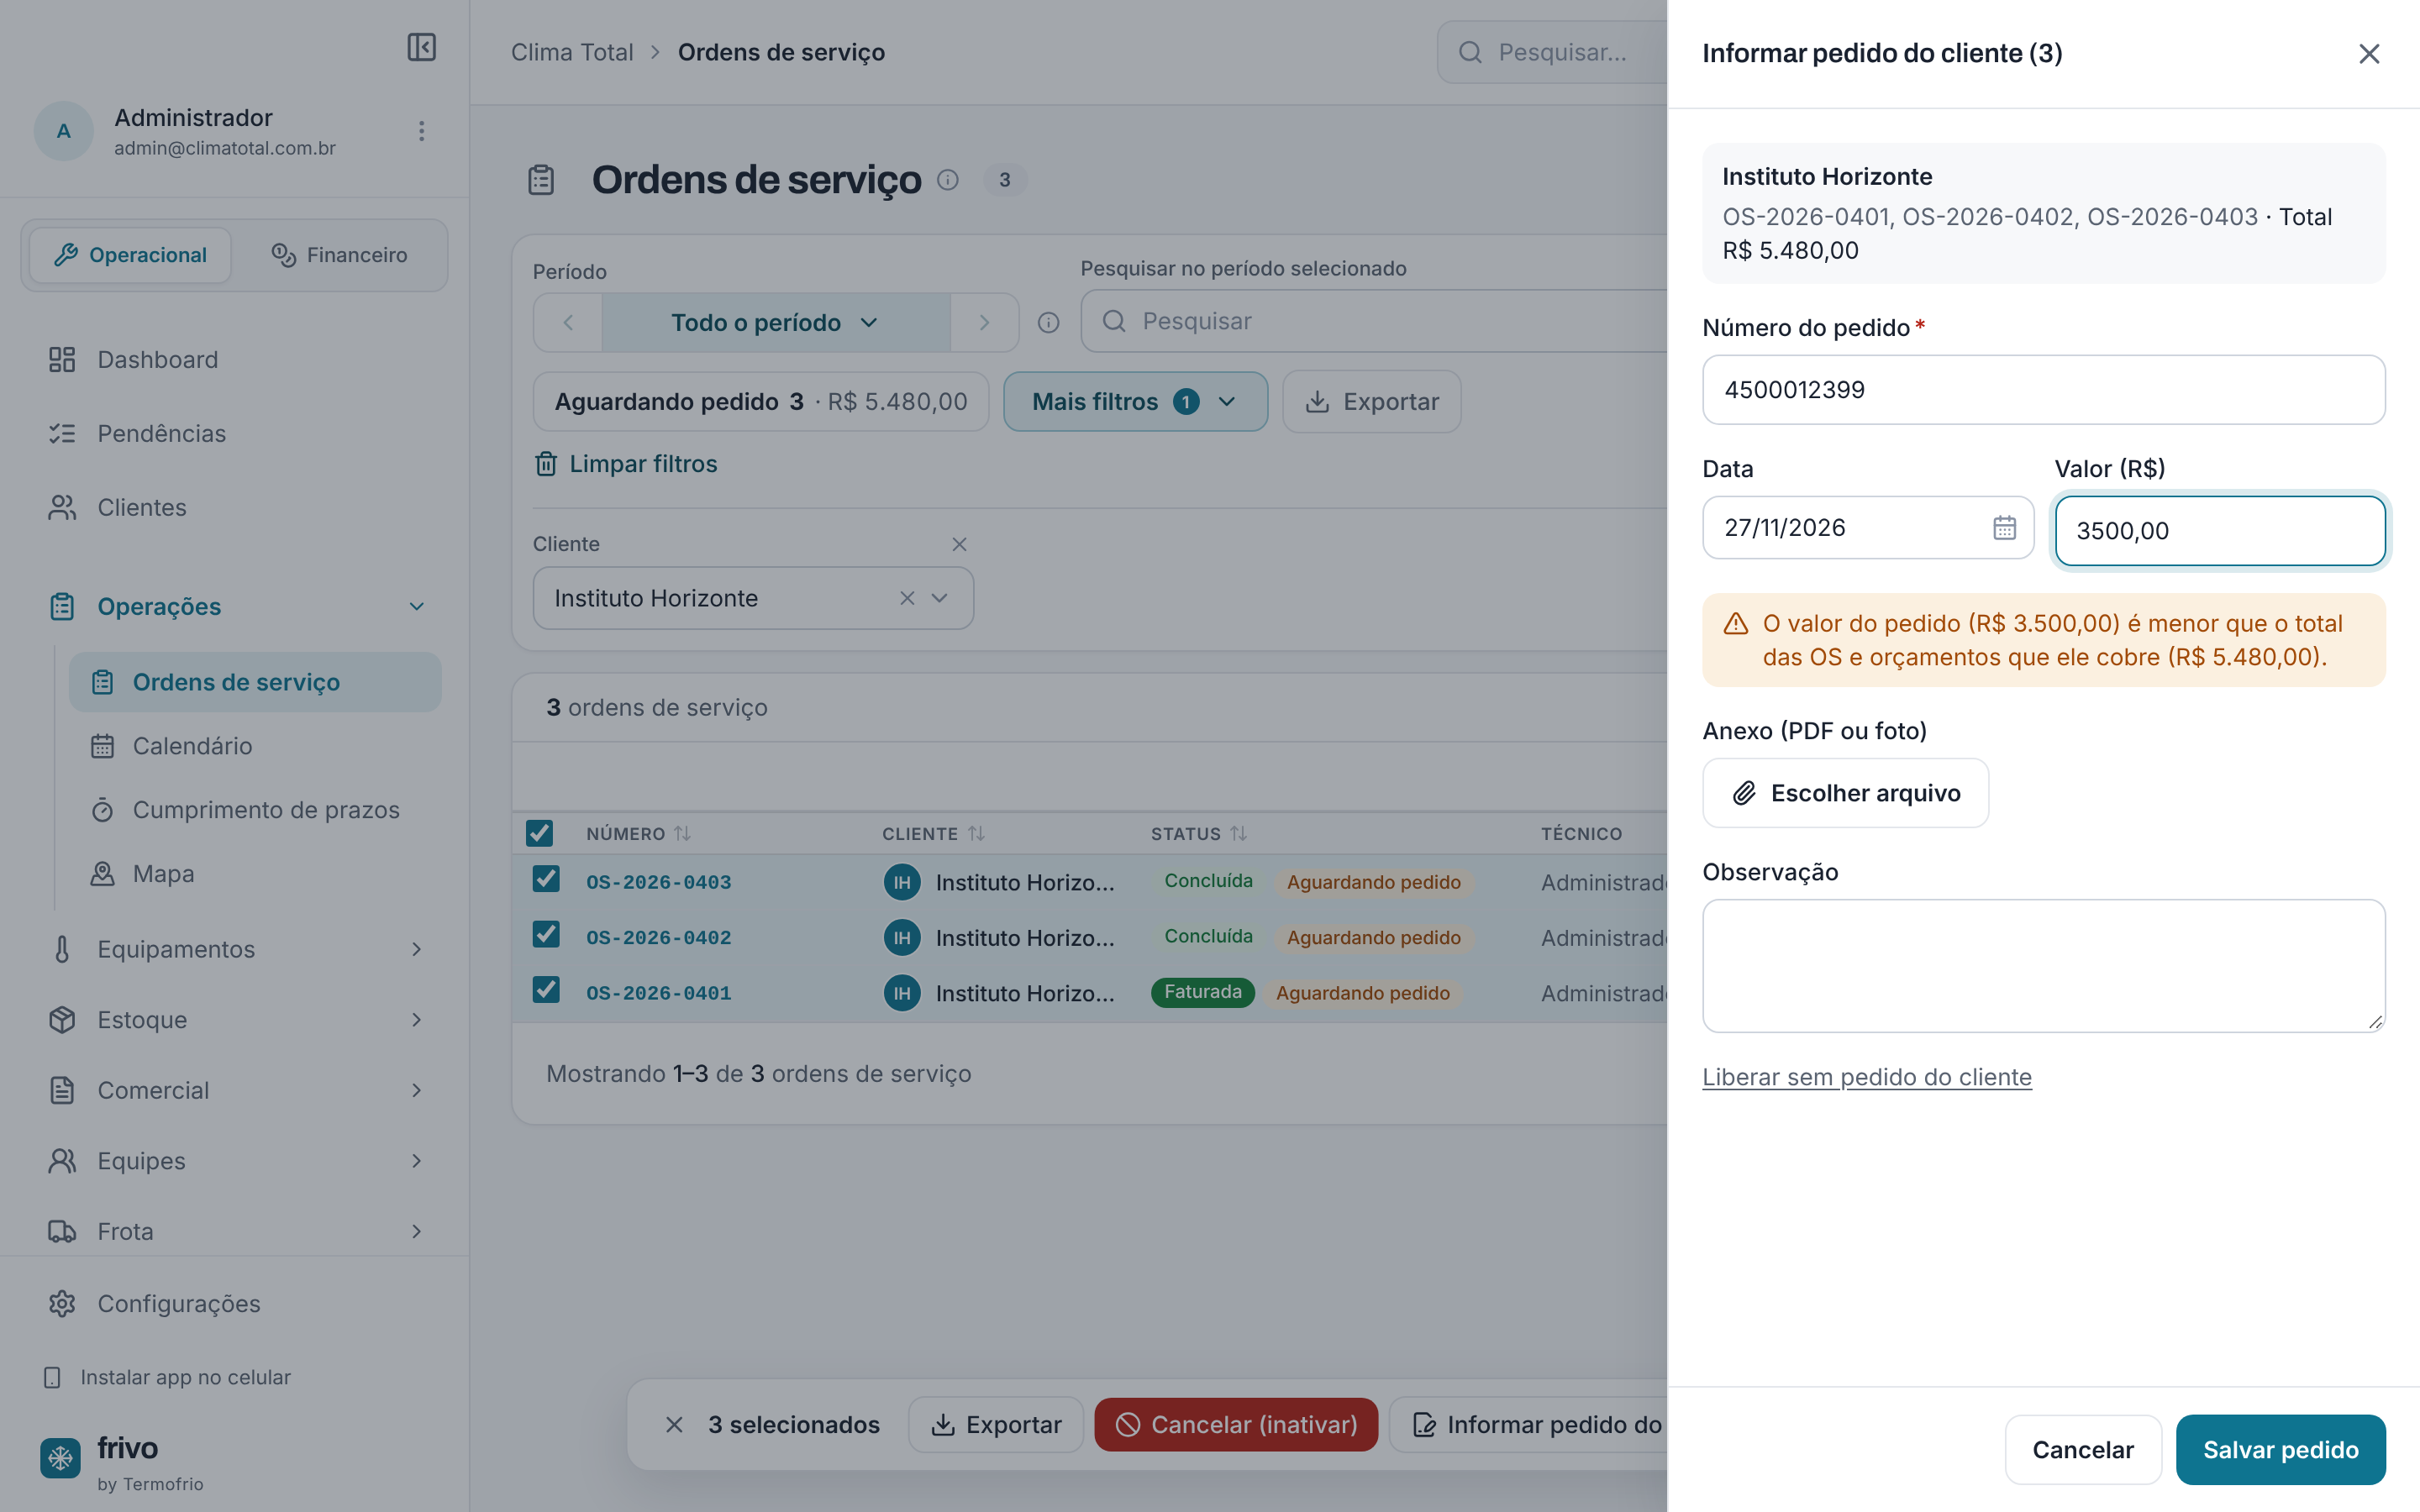 A
Administrador
admin@climatotal.com.br
Operacional
Financeiro
Dashboard
Pendências
Clientes
Operações
Ordens de serviço
Calendário
Cumprimento de prazos
Mapa
Equipamentos
Estoque
Comercial
Equipes
Frota
Configurações
Instalar app no celular
frivo
by Termofrio
Clima Total > Ordens de serviço
Pesquisar...
Ordens de serviço 3
Período
Todo o período
Pesquisar no período selecionado
Pesquisar
Aguardando pedido 3 · R$ 5.480,00
Mais filtros 1
Exportar
Limpar filtros
Cliente
Instituto Horizonte
3 ordens de serviço
NÚMERO CLIENTE STATUS TÉCNICO
OS-2026-0403 IH Instituto Horizo... Concluída Aguardando pedido
OS-2026-0402 IH Instituto Horizo... Concluída Aguardando pedido
OS-2026-0401 IH Instituto Horizo... Faturada Aguardando pedido
Mostrando 1–3 de 3 ordens de serviço
3 selecionados
Exportar
Cancelar (inativar)
Informar pedido do
Informar pedido do cliente (3)
Instituto Horizonte
OS-2026-0401, OS-2026-0402, OS-2026-0403 · Total
R$ 5.480,00
Número do pedido*
4500012399
Data
27/11/2026
Valor (R$)
3500,00
O valor do pedido (R$ 3.500,00) é menor que o total
das OS e orçamentos que ele cobre (R$ 5.480,00).
Anexo (PDF ou foto)
Escolher arquivo
Observação
Liberar sem pedido do cliente
Cancelar
Salvar pedido